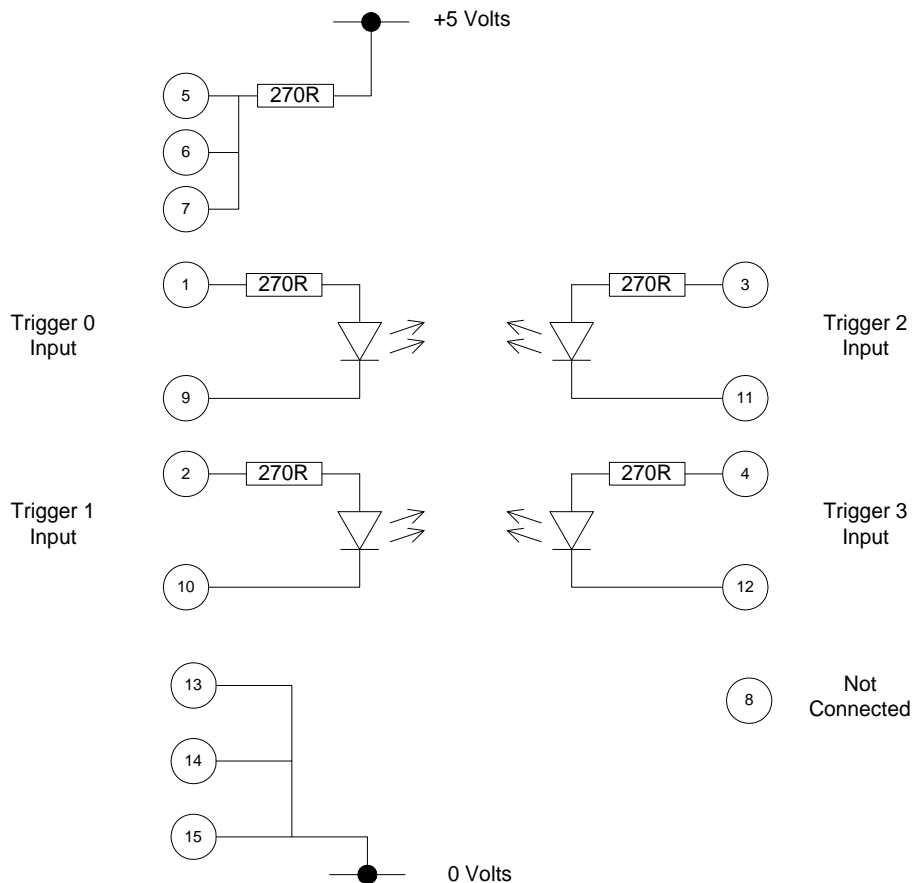 +5 Volts
5
270R
6
7
1
270R
270R
3
Trigger 0
Input
Trigger 2
Input
9
11
2
270R
270R
4
Trigger 1
Input
Trigger 3
Input
10
12
13
8
Not
Connected
14
15
0 Volts